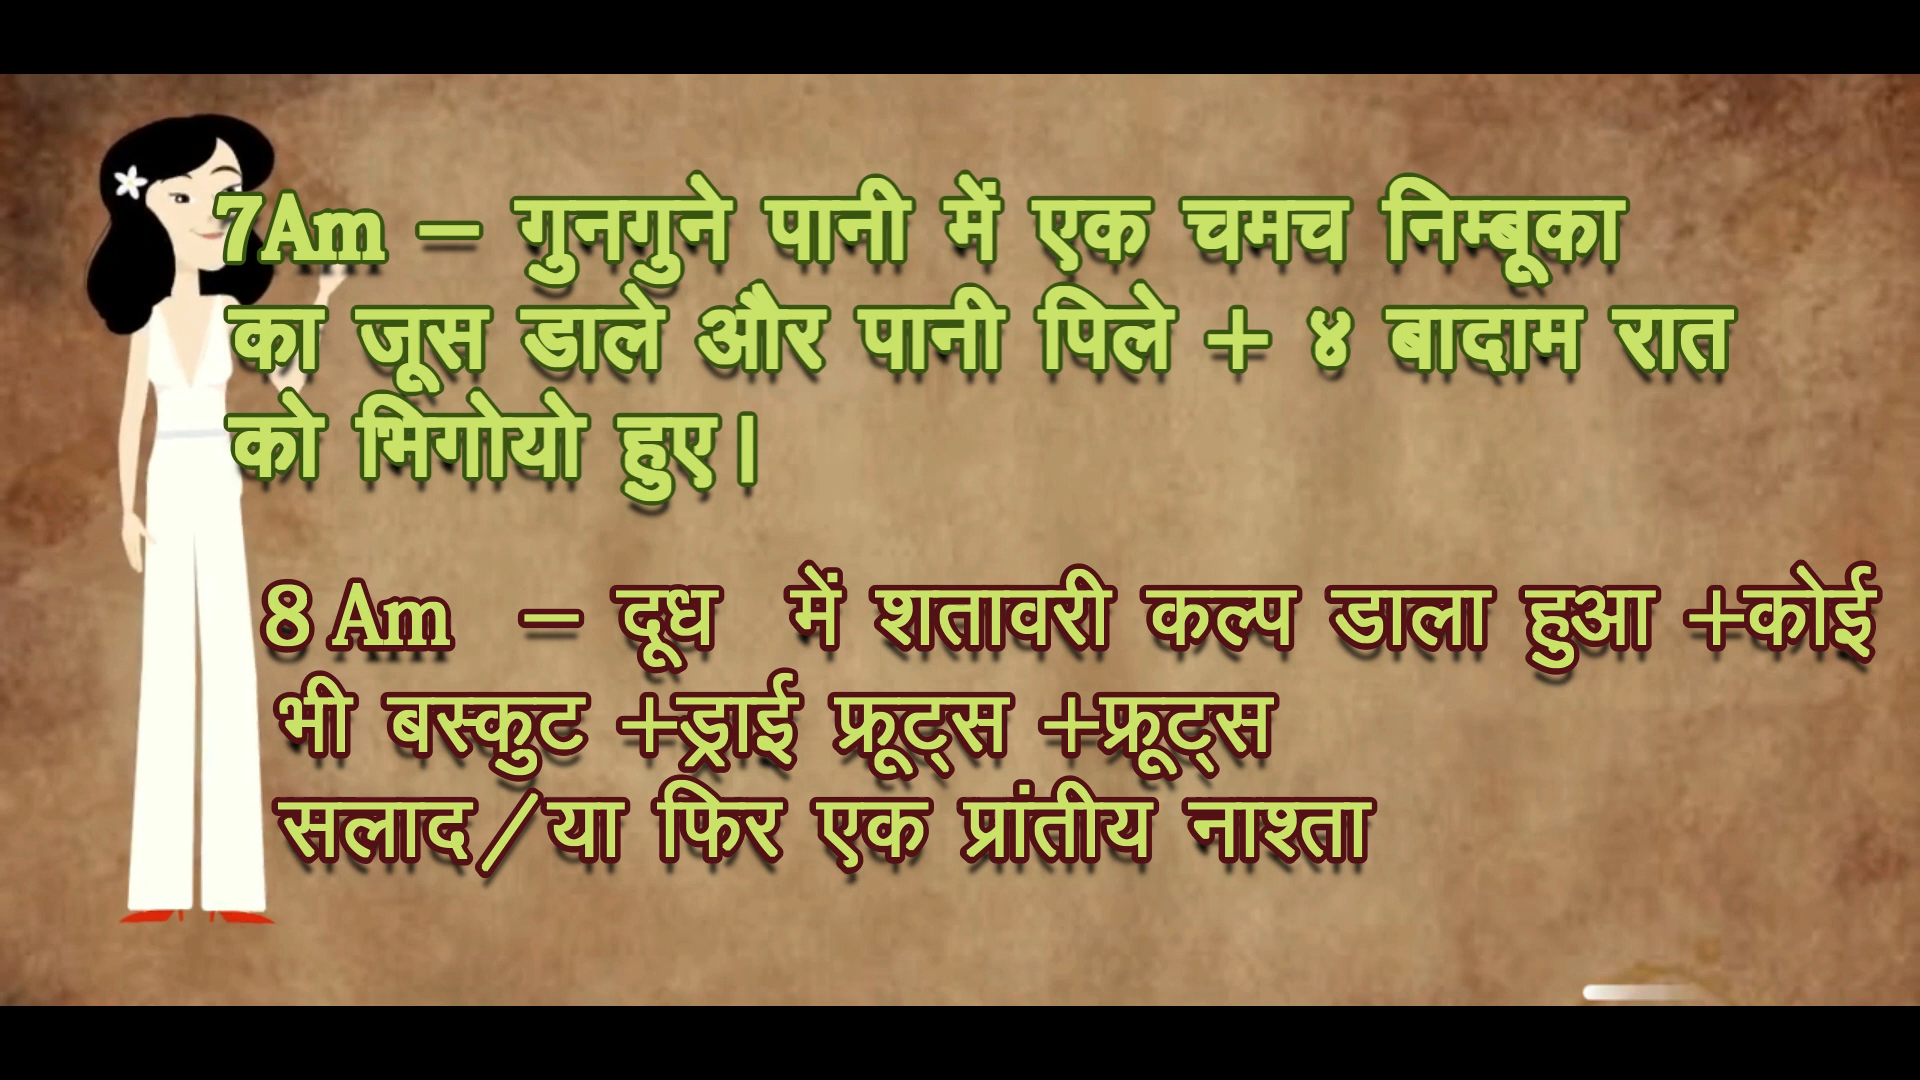 7Am – गुनगुने पानी में एक चमच निम्बूका
का जूस डाले और पानी पिले + ४ बादाम रात
को भिगोयो हुए।
8 Am – दूध में शतावरी कल्प डाला हुआ +कोई
भी बस्कुट +ड्राई फ्रूट्स +फ्रूट्स
सलाद/या फिर एक प्रांतीय नाश्ता